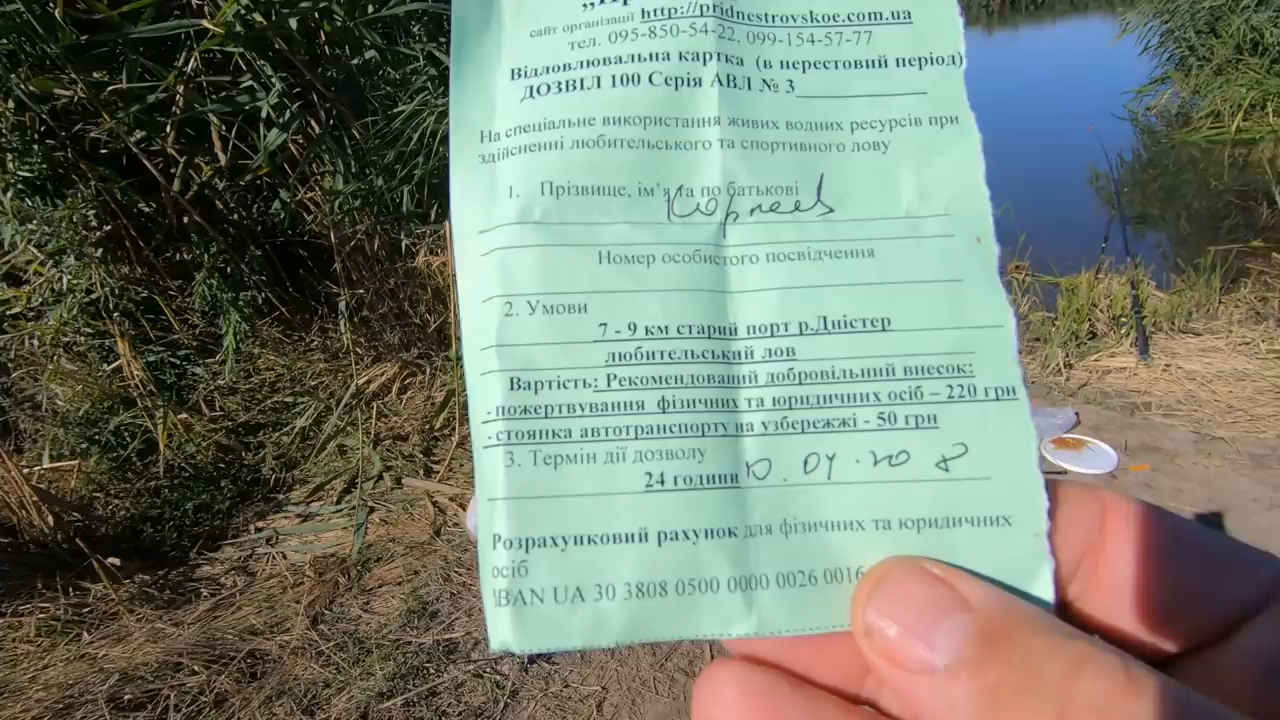 сайт організації http://pridnestrovskoe.com.ua
тел. 095-850-54-22, 099-154-57-77
Відловлювальна картка (в перестовий період)
ДОЗВІЛ 100 Серія АВЛ № 3
На спеціальне використання живих водних ресурсів при
здійсненні любительського та спортивного лову
1. Прізвище, ім'я та по батькові
Корнеев
Номер особистого посвідчення
2. Умови
7 - 9 км старий порт р.Дністер
любительський лов
Вартість: Рекомендований добровільний внесок:
- пожертвування фізичних та юридичних осіб – 220 грн
- стоянка автотранспорту на узбережжі - 50 грн
3. Термін дії дозволу
24 години
Розрахунковий рахунок для фізичних та юридичних
осіб
IBAN UA 30 3808 0500 0000 0026 0016